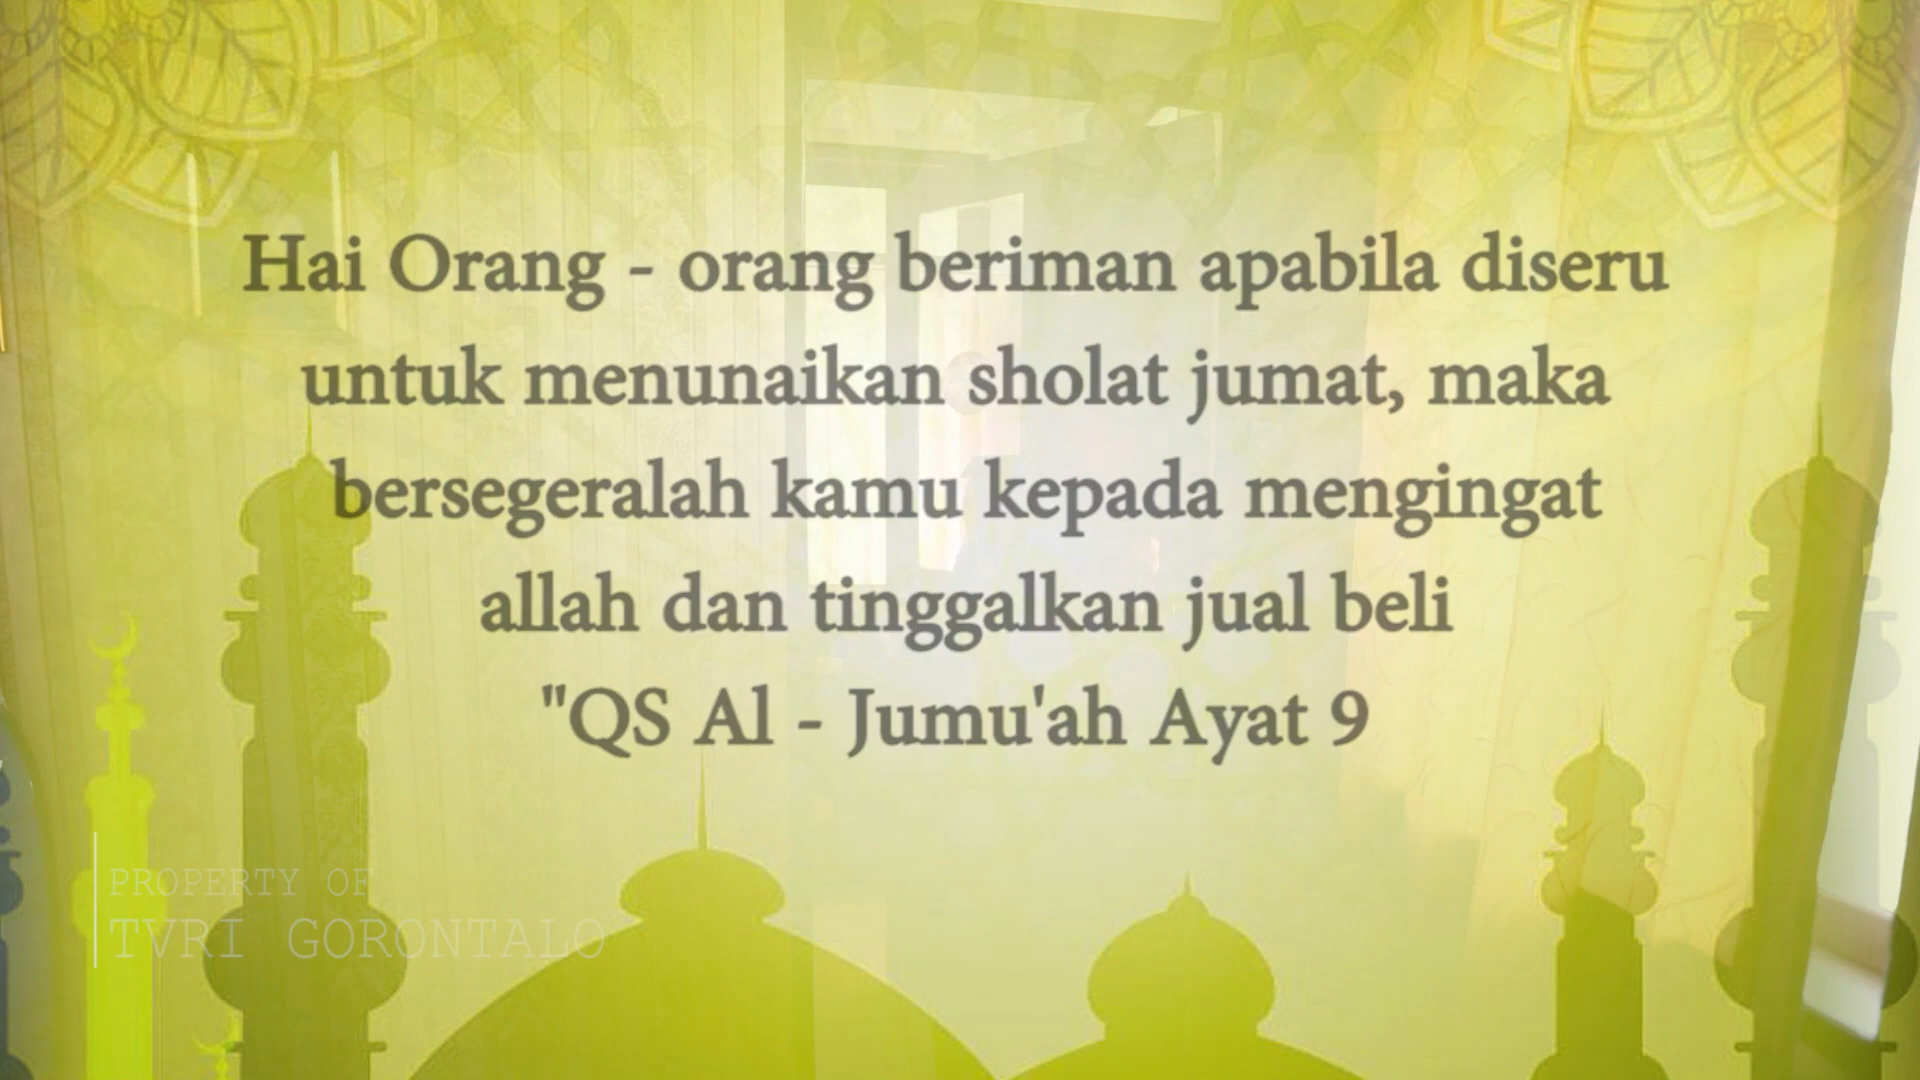 Hai Orang - orang beriman apabila diseru
untuk menunaikan sholat jumat, maka
bersegeralah kamu kepada mengingat
allah dan tinggalkan jual beli
"QS Al - Jumu'ah Ayat 9
PROPERTY OF
TVRI GORONTALO